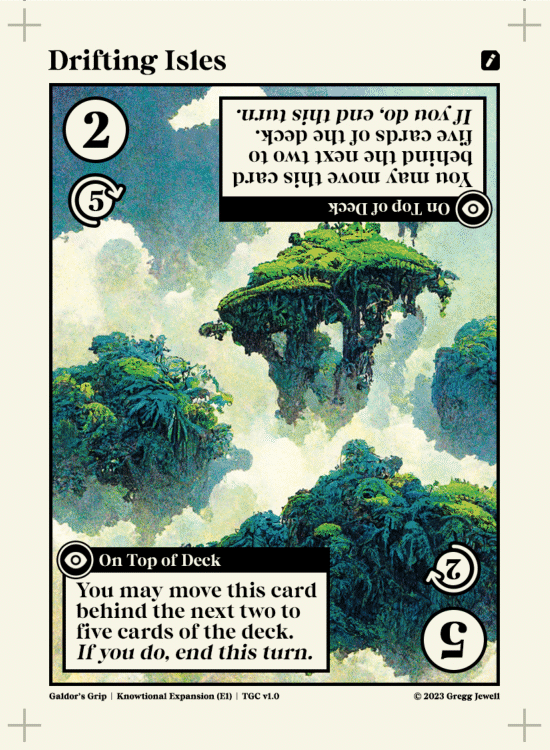 Drifting Isles
2
5
You may move this card
behind the next two to
five cards of the deck.
If you do, end this turn.
On Top of Deck
On Top of Deck
You may move this card
behind the next two to
five cards of the deck.
If you do, end this turn.
2
5
Galdor's Grip | Knowtional Expansion (E1) | TGC v1.0
© 2023 Gregg Jewell